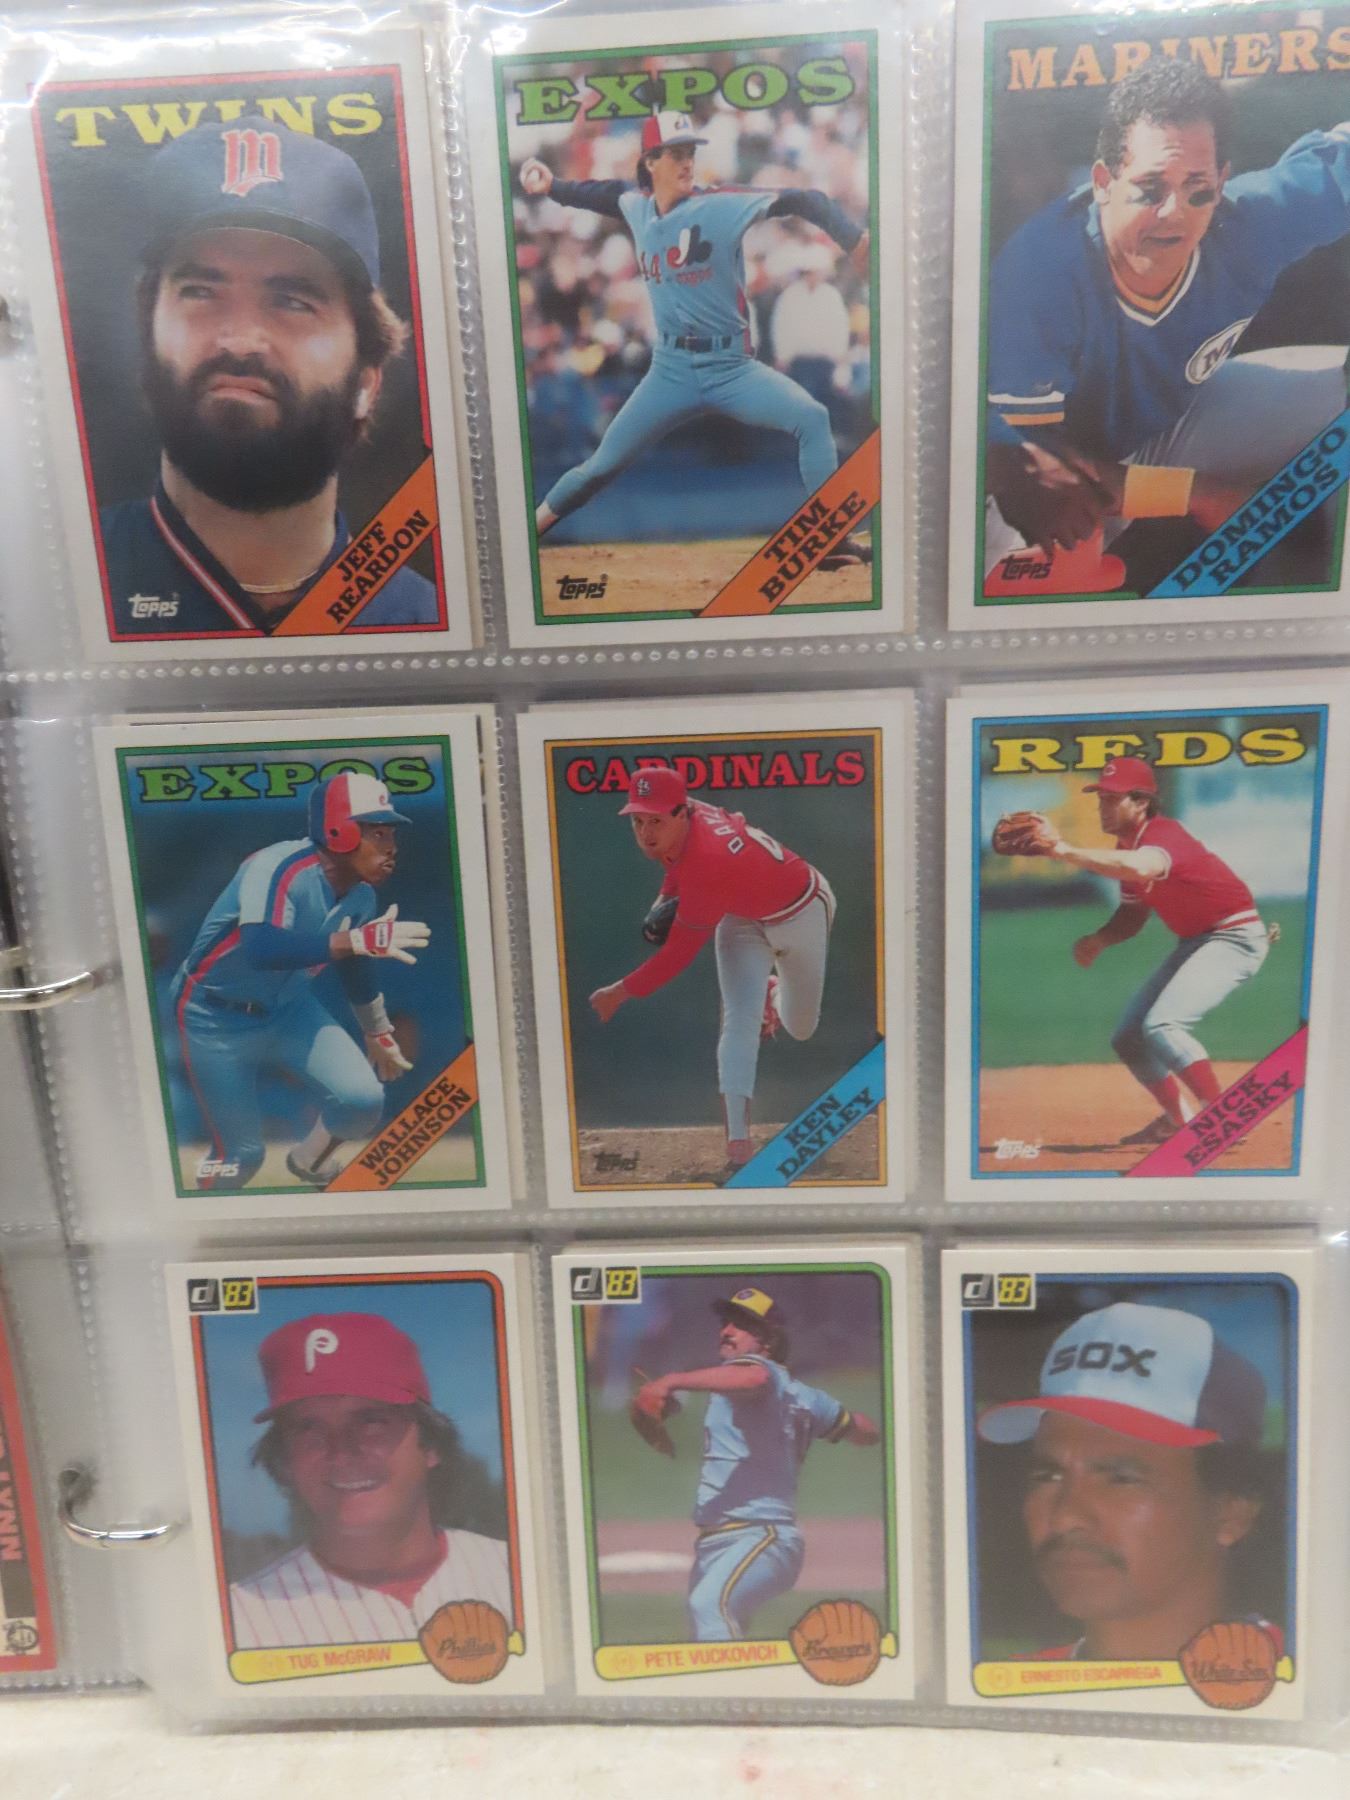 TWINS
M
JEFF
REARDON
Topps
EXPOS
44
expos
TIM
BURKE
Topps
MARINERS
M
DOMINGO
RAMOS
Topps
EXPOS
WALLACE
JOHNSON
Topps
CARDINALS
KEN
DAYLEY
Topps
REDS
NICK
ESASKY
Topps
d '83
P
TUG McGRAW
Phillies
d '83
PETE VUCKOVICH
Brewers
d '83
SOX
ERNESTO ESCARREGA
White Sox